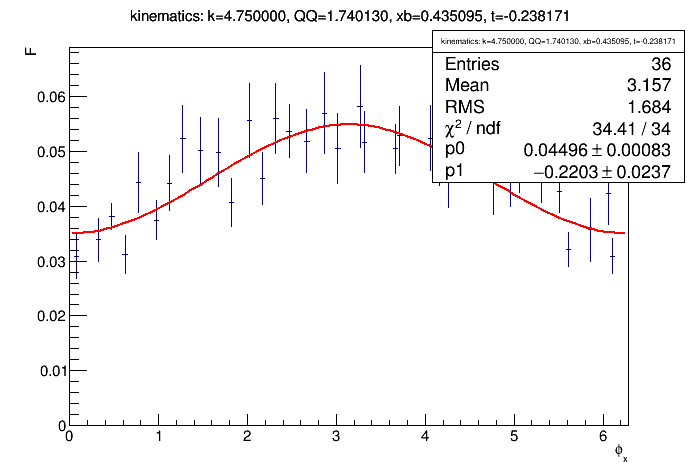 kinematics: k=4.750000, QQ=1.740130, xb=0.435095, t=-0.238171
F
kinematics: k=4.750000, QQ=1.740130, xb=0.435095, t=-0.238171
Entries 36
Mean 3.157
RMS 1.684
χ² / ndf 34.41 / 34
p0 0.04496 ± 0.00083
p1 −0.2203 ± 0.0237
0.06
0.05
0.04
0.03
0.02
0.01
0
0 1 2 3 4 5 6
ϕx